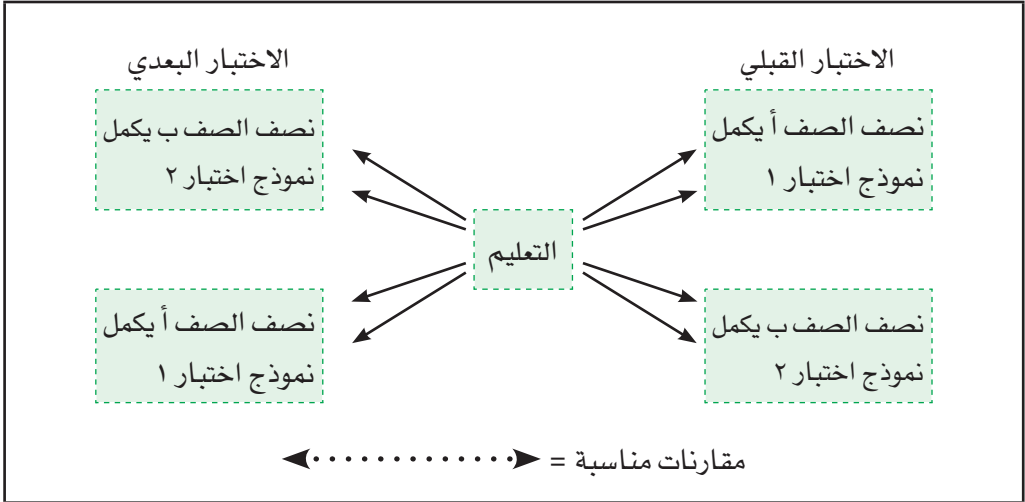 الاختبار القبلي
نصف الصف أ يكمل
نموذج اختبار ١
نصف الصف ب يكمل
نموذج اختبار ٢
التعليم
الاختبار البعدي
نصف الصف ب يكمل
نموذج اختبار ٢
نصف الصف أ يكمل
نموذج اختبار ١
مقارنات مناسبة =